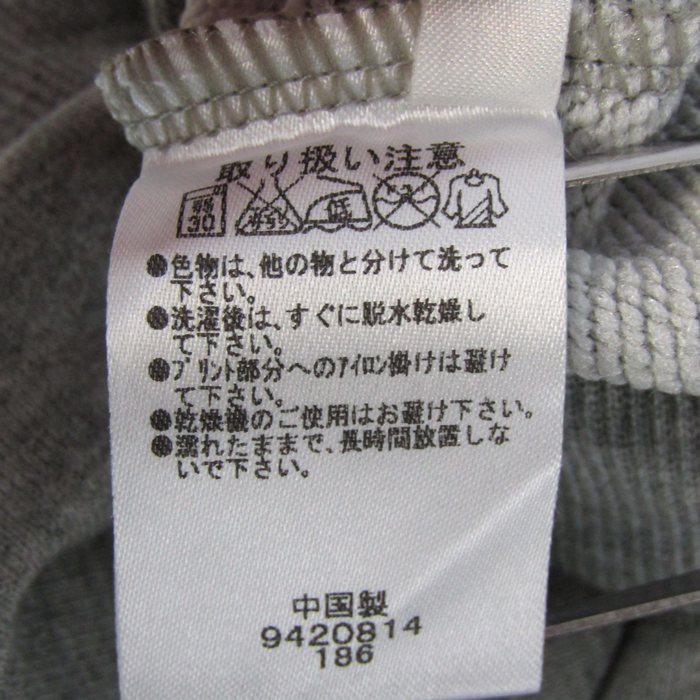 取り扱い注意
30
低
●色物は、他の物と分けて洗って
下さい。
●洗濯後は、すぐに脱水乾燥し
て下さい。
●プリント部分へのアイロン掛けは避け
て下さい。
●乾燥機のご使用はお避け下さい。
●濡れたままで、長時間放置しな
いで下さい。
中国製
9420814
186